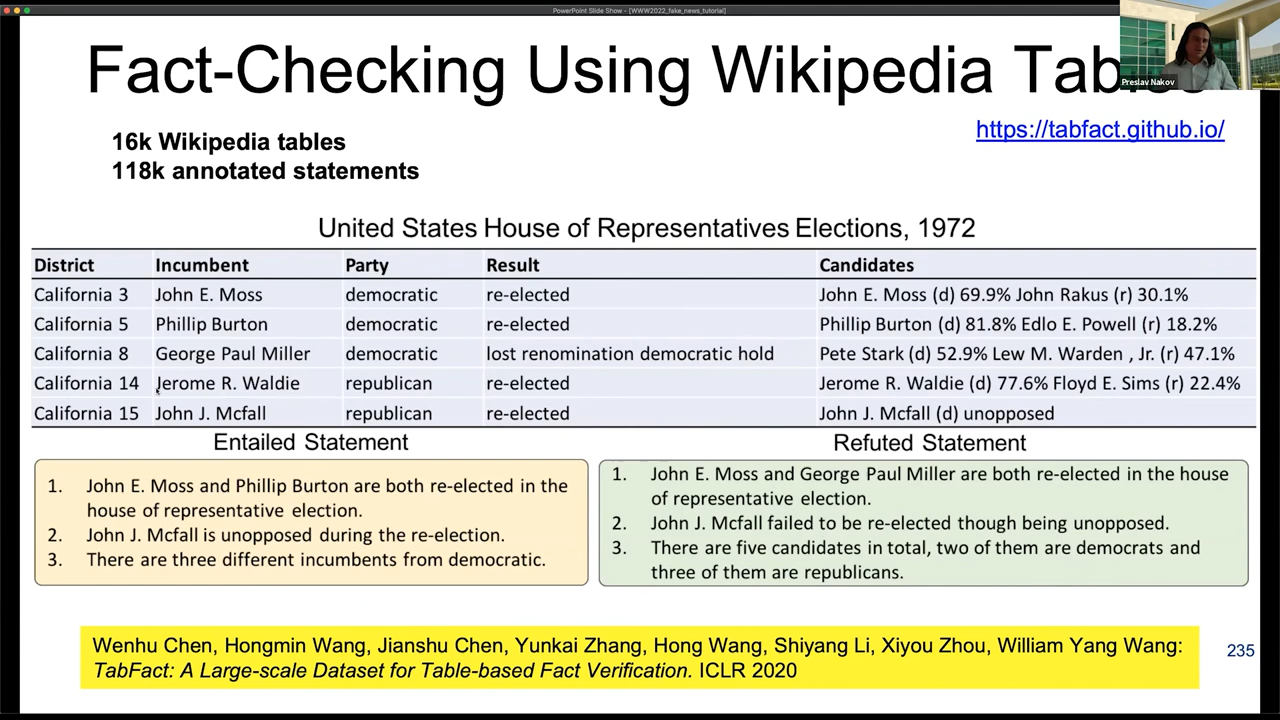 PowerPoint Slide Show - [WWW2022_fake_news_tutorial]
Fact-Checking Using Wikipedia
Preslav Nakov
https://tabfact.github.io/
16k Wikipedia tables
118k annotated statements
United States House of Representatives Elections, 1972
District Incumbent Party Result Candidates
California 3 John E. Moss democratic re-elected John E. Moss (d) 69.9% John Rakus (r) 30.1%
California 5 Phillip Burton democratic re-elected Phillip Burton (d) 81.8% Edlo E. Powell (r) 18.2%
California 8 George Paul Miller democratic lost renomination democratic hold Pete Stark (d) 52.9% Lew M. Warden , Jr. (r) 47.1%
California 14 Jerome R. Waldie republican re-elected Jerome R. Waldie (d) 77.6% Floyd E. Sims (r) 22.4%
California 15 John J. Mcfall republican re-elected John J. Mcfall (d) unopposed
Entailed Statement
1. John E. Moss and Phillip Burton are both re-elected in the
house of representative election.
2. John J. Mcfall is unopposed during the re-election.
3. There are three different incumbents from democratic.
Refuted Statement
1. John E. Moss and George Paul Miller are both re-elected in the house
of representative election.
2. John J. Mcfall failed to be re-elected though being unopposed.
3. There are five candidates in total, two of them are democrats and
three of them are republicans.
Wenhu Chen, Hongmin Wang, Jianshu Chen, Yunkai Zhang, Hong Wang, Shiyang Li, Xiyou Zhou, William Yang Wang:
TabFact: A Large-scale Dataset for Table-based Fact Verification. ICLR 2020
235